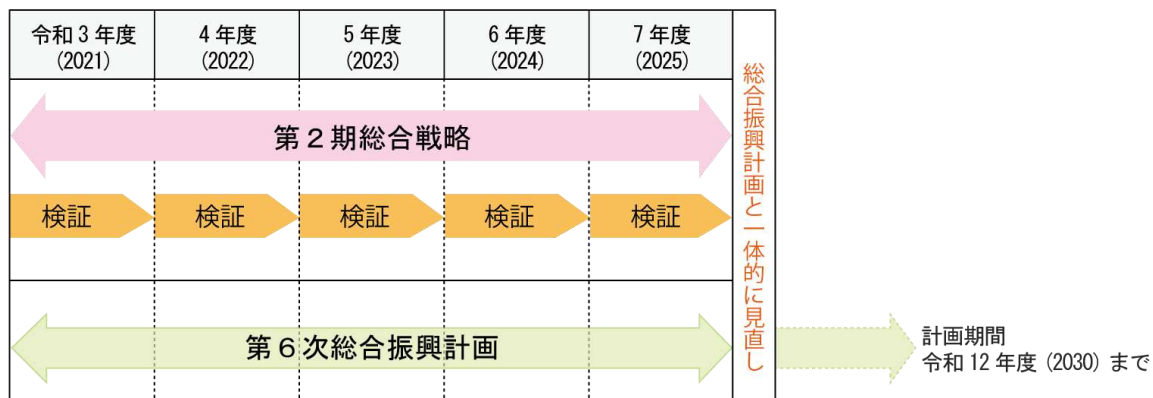 令和3年度
(2021)
4年度
(2022)
5年度
(2023)
6年度
(2024)
7年度
(2025)
総合振興計画と一体的に見直し
第2期総合戦略
検証
検証
検証
検証
検証
第6次総合振興計画
計画期間
令和12年度(2030)まで